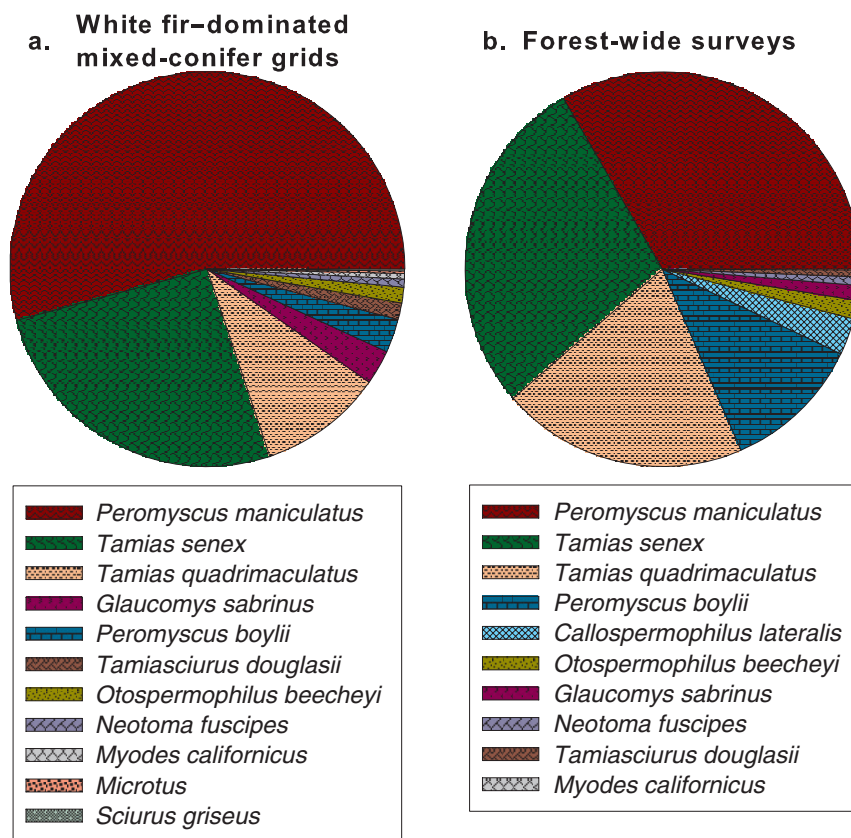 a. White fir–dominated
mixed-conifer grids
Peromyscus maniculatus
Tamias senex
Tamias quadrimaculatus
Glaucomys sabrinus
Peromyscus boylii
Tamiasciurus douglasii
Otospermophilus beecheyi
Neotoma fuscipes
Myodes californicus
Microtus
Sciurus griseus
b. Forest-wide surveys
Peromyscus maniculatus
Tamias senex
Tamias quadrimaculatus
Peromyscus boylii
Callospermophilus lateralis
Otospermophilus beecheyi
Glaucomys sabrinus
Neotoma fuscipes
Tamiasciurus douglasii
Myodes californicus